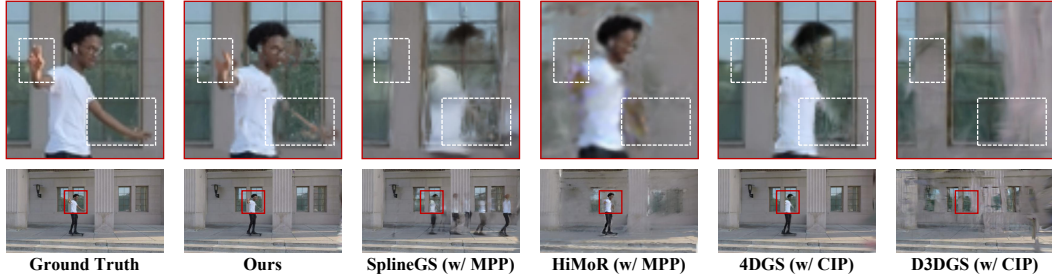 Ground Truth
Ours
SplineGS (w/ MPP)
HiMoR (w/ MPP)
4DGS (w/ CIP)
D3DGS (w/ CIP)